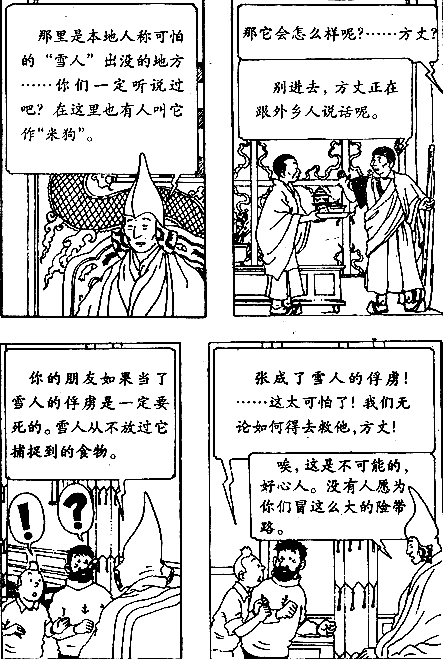 那里是本地人称可怕
的“雪人”出没的地方
……你们一定听说过
吧？在这里也有人叫它
作“米狗”。
那它会怎么样呢？……方丈？
别进去，方丈正在
跟外乡人说话呢。
你的朋友如果当了
雪人的俘虏是一定要
死的。雪人从不放过它
捕捉到的食物。
！
？
张成了雪人的俘虏！
……这太可怕了！我们无
论如何得去救他，方丈！
唉，这是不可能的，
好心人。没有人愿为
你们冒这么大的险带
路。